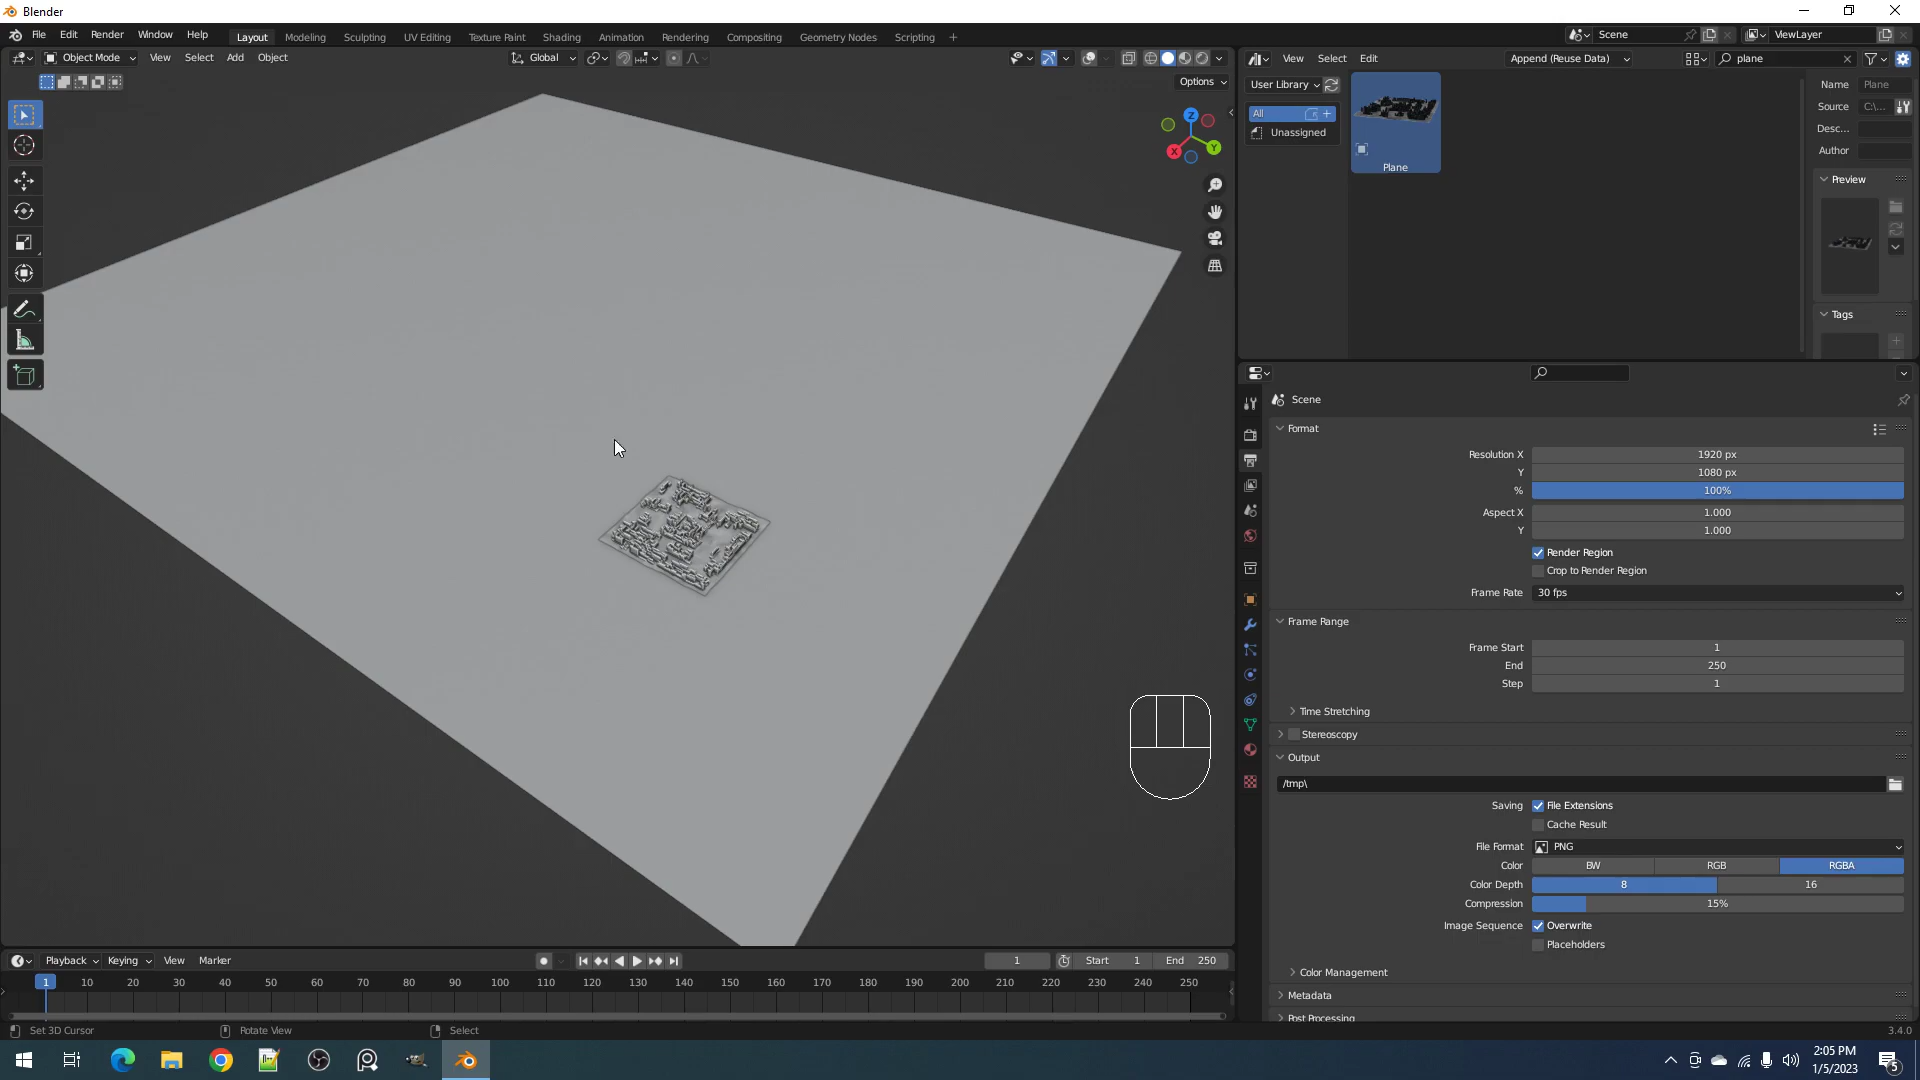 Blender
File Edit Render Window Help
Layout Modeling Sculpting UV Editing Texture Paint Shading Animation Rendering Compositing Geometry Nodes Scripting +
Scene
ViewLayer
Object Mode View Select Add Object
Global
Options
X
Y
Z
View Select Edit
Append (Reuse Data)
plane
User Library
All
Unassigned
Plane
Name Plane
Source C:\...
Desc...
Author
Preview
Tags
Scene
Format
Resolution X 1920 px
Y 1080 px
% 100%
Aspect X 1.000
Y 1.000
Render Region
Crop to Render Region
Frame Rate 30 fps
Frame Range
Frame Start 1
End 250
Step 1
Time Stretching
Stereoscopy
Output
/tmp\
Saving File Extensions
Cache Result
File Format PNG
Color BW RGB RGBA
Color Depth 8 16
Compression 15%
Image Sequence Overwrite
Placeholders
Color Management
Metadata
Post Processing
Playback Keying View Marker
1
Start 1 End 250
1 10 20 30 40 50 60 70 80 90 100 110 120 130 140 150 160 170 180 190 200 210 220 230 240 250
Set 3D Cursor Rotate View Select
3.4.0
2:05 PM
1/5/2023
5